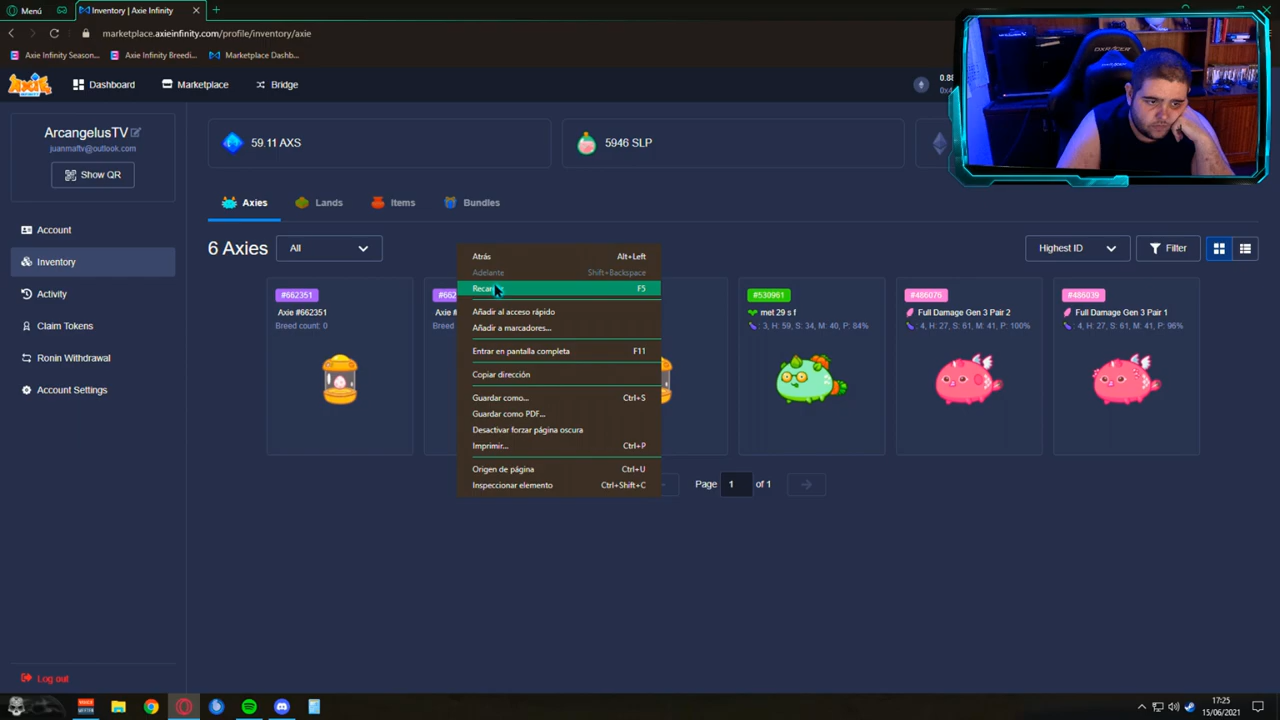 Menú
Inventory | Axie Infinity
marketplace.axieinfinity.com/profile/inventory/axie
Axie Infinity Season...
Axie Infinity Breedi...
Marketplace Dashb...
Dashboard
Marketplace
Bridge
ArcangelusTV
juanmaftv@outlook.com
Show QR
59.11 AXS
5946 SLP
Axies
Lands
Items
Bundles
Account
Inventory
Activity
Claim Tokens
Ronin Withdrawal
Account Settings
Log out
6 Axies
All
Highest ID
Filter
#662351
Axie #662351
Breed count: 0
#530961
met 29 s f
: 3, H: 59, S: 34, M: 40, P: 84%
#486076
Full Damage Gen 3 Pair 2
: 4, H: 27, S: 61, M: 41, P: 100%
#486039
Full Damage Gen 3 Pair 1
: 4, H: 27, S: 61, M: 41, P: 96%
Atrás Alt+Left
Adelante Shift+Backspace
F5
Añadir al acceso rápido
Añadir a marcadores...
Entrar en pantalla completa F11
Copiar dirección
Guardar como... Ctrl+S
Guardar como PDF...
Desactivar forzar página oscura
Imprimir... Ctrl+P
Origen de página Ctrl+U
Inspeccionar elemento Ctrl+Shift+C
Page 1 of 1
DXRACER
17:25
15/06/2021